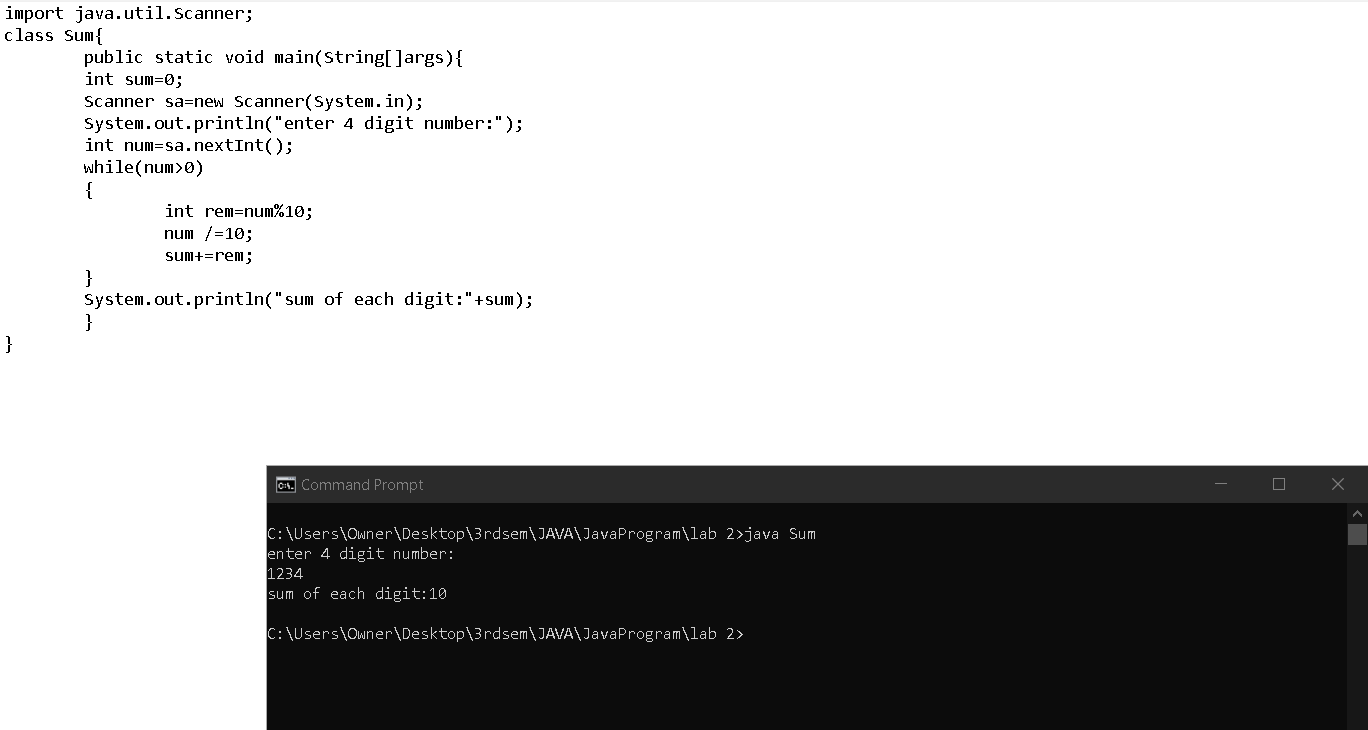 import java.util.Scanner;
class Sum{
        public static void main(String[]args){
        int sum=0;
        Scanner sa=new Scanner(System.in);
        System.out.println("enter 4 digit number:");
        int num=sa.nextInt();
        while(num>0)
        {
                int rem=num%10;
                num /=10;
                sum+=rem;
        }
        System.out.println("sum of each digit:"+sum);
        }
}
Command Prompt
C:\Users\Owner\Desktop\3rdsem\JAVA\JavaProgram\lab 2>java Sum
enter 4 digit number:
1234
sum of each digit:10
C:\Users\Owner\Desktop\3rdsem\JAVA\JavaProgram\lab 2>